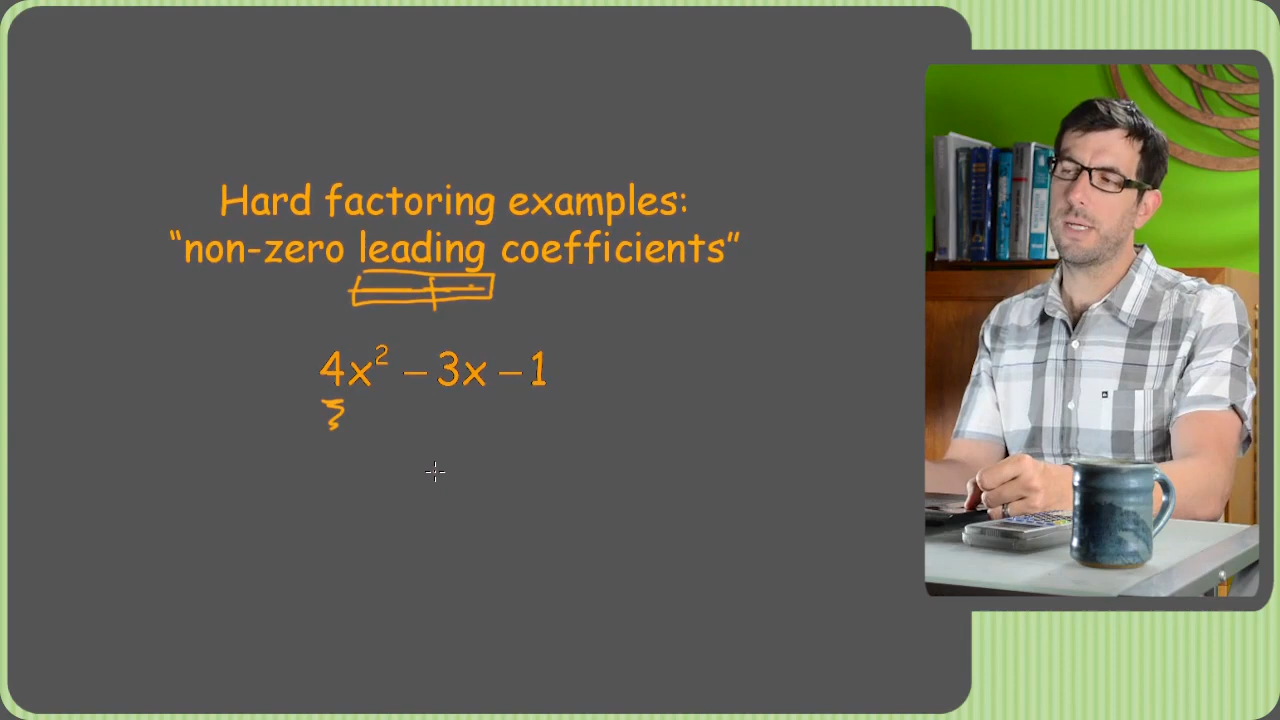 Hard factoring examples:
“non-zero leading coefficients”
4x² – 3x – 1